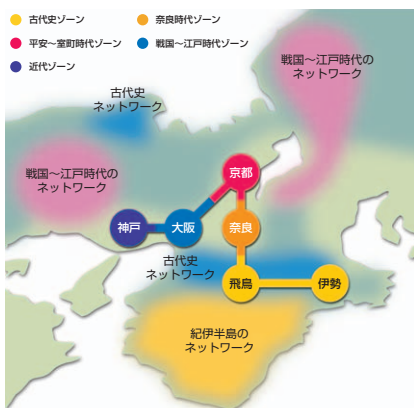 古代史ゾーン
奈良時代ゾーン
平安～室町時代ゾーン
戦国～江戸時代ゾーン
近代ゾーン
戦国～江戸時代の
ネットワーク
古代史
ネットワーク
戦国～江戸時代の
ネットワーク
京都
神戸
大阪
奈良
古代史
ネットワーク
飛鳥
伊勢
紀伊半島の
ネットワーク